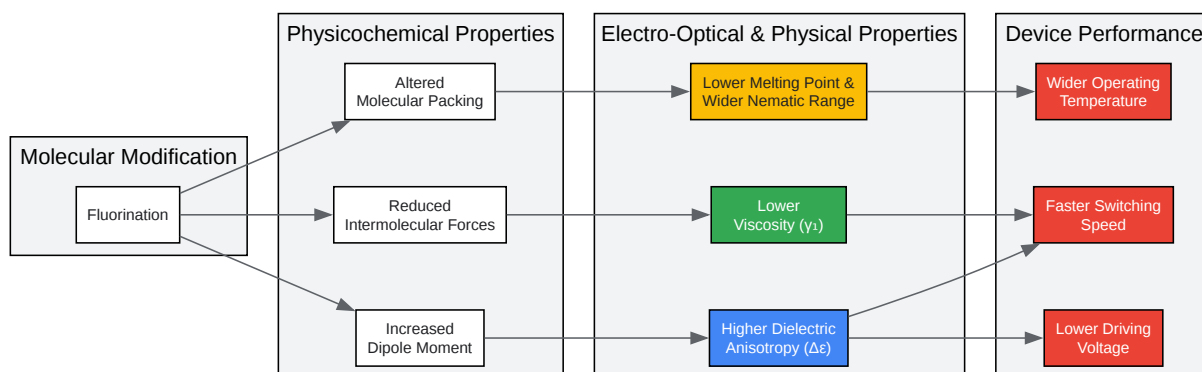 Molecular Modification
Fluorination
Physicochemical Properties
Altered
Molecular Packing
Reduced
Intermolecular Forces
Increased
Dipole Moment
Electro-Optical & Physical Properties
Lower Melting Point &
Wider Nematic Range
Lower
Viscosity (γ₁)
Higher Dielectric
Anisotropy (Δε)
Device Performance
Wider Operating
Temperature
Faster Switching
Speed
Lower Driving
Voltage